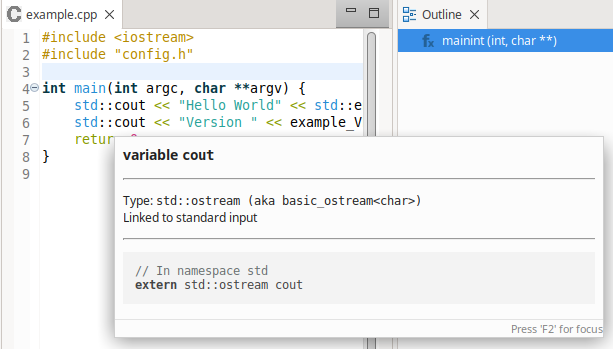 example.cpp
Outline
1 #include <iostream>
2 #include "config.h"
3
4 int main(int argc, char **argv) {
5 std::cout << "Hello World" << std::e
6 std::cout << "Version " << example_V
7 retur
8 }
9
mainint (int, char **)
variable cout
Type: std::ostream (aka basic_ostream<char>)
Linked to standard input
// In namespace std
extern std::ostream cout
Press 'F2' for focus